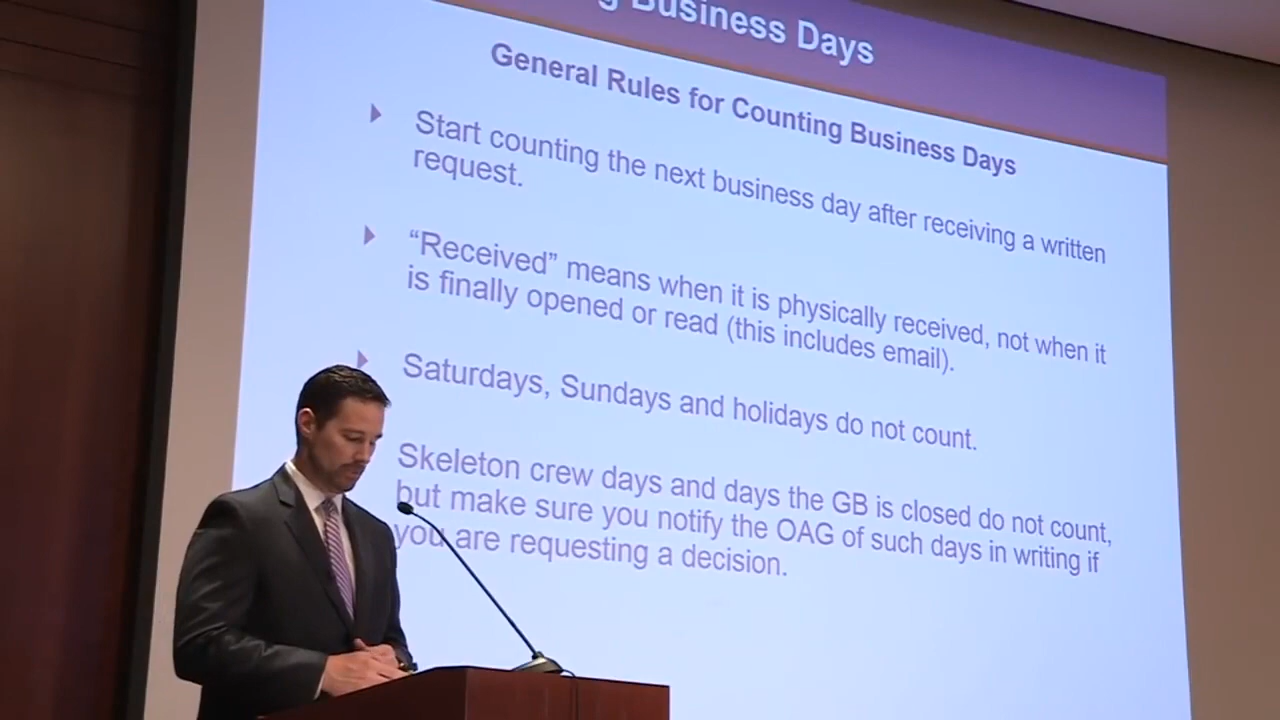 Business Days
General Rules for Counting Business Days
Start counting the next business day after receiving a written
request.
“Received” means when it is physically received, not when it
is finally opened or read (this includes email).
Saturdays, Sundays and holidays do not count.
Skeleton crew days and days the GB is closed do not count,
but make sure you notify the OAG of such days in writing if
you are requesting a decision.